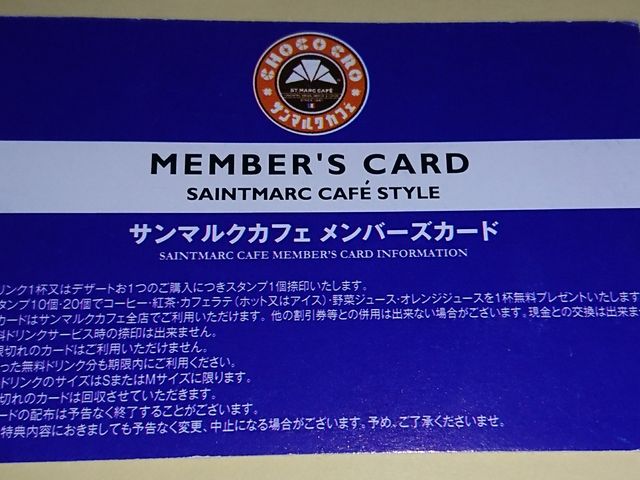 CHOCOCRO
ST MARC CAFÉ
サンマルクカフェ
MEMBER'S CARD
SAINTMARC CAFÉ STYLE
サンマルクカフェ メンバーズカード
SAINTMARC CAFE MEMBER'S CARD INFORMATION
リンク1杯又はデザートお1つのご購入につきスタンプ1個捺印いたします。
タンプ10個・20個でコーヒー・紅茶・カフェラテ(ホット又はアイス)・野菜ジュース・オレンジジュースを1杯無料プレゼントいたします
カードはサンマルクカフェ全店でご利用いただけます。他の割引券等との併用は出来ない場合がございます。現金との交換は出来ま
料ドリンクサービス時の捺印は出来ません。
限切れのカードはご利用いただけません。
った無料ドリンク分も期限内にご利用ください。
ドリンクのサイズはSまたはMサイズに限ります。
切れのカードは回収させていただきます。
ードの配布は予告なく終了することがございます。
特典内容におきましても予告なく変更、中止になる場合がございます。予め、ご了承くださいませ。